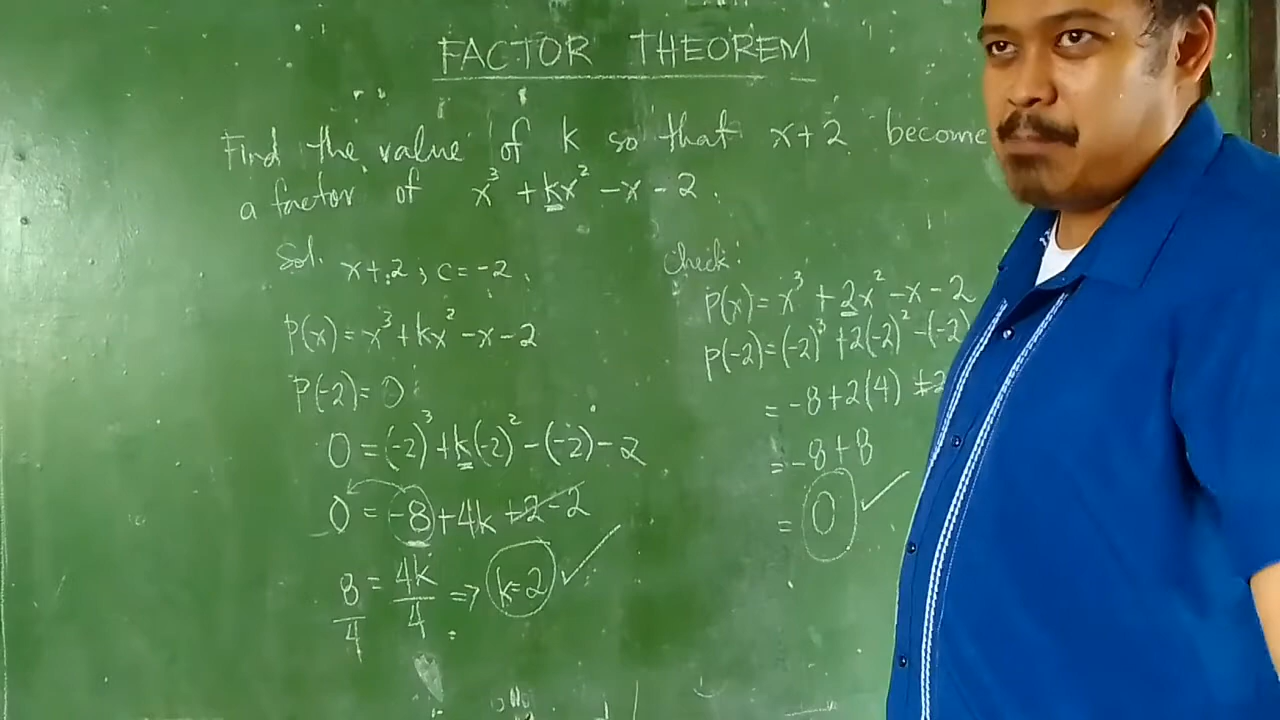 FACTOR THEOREM
Find the value of k so that x+2 become
a factor of x³ + kx² - x - 2.
Sol. x+2, c = -2.
P(x) = x³ + kx² - x - 2
P(-2) = 0
0 = (-2)³ + k(-2)² - (-2) - 2
0 = -8 + 4k +2 - 2
8/4 = 4k/4 => k=2 ✓
Check:
P(x) = x³ + 2x² - x - 2
P(-2) = (-2)³ + 2(-2)² - (-2)
= -8 + 2(4) +2
= -8 + 8
= 0 ✓